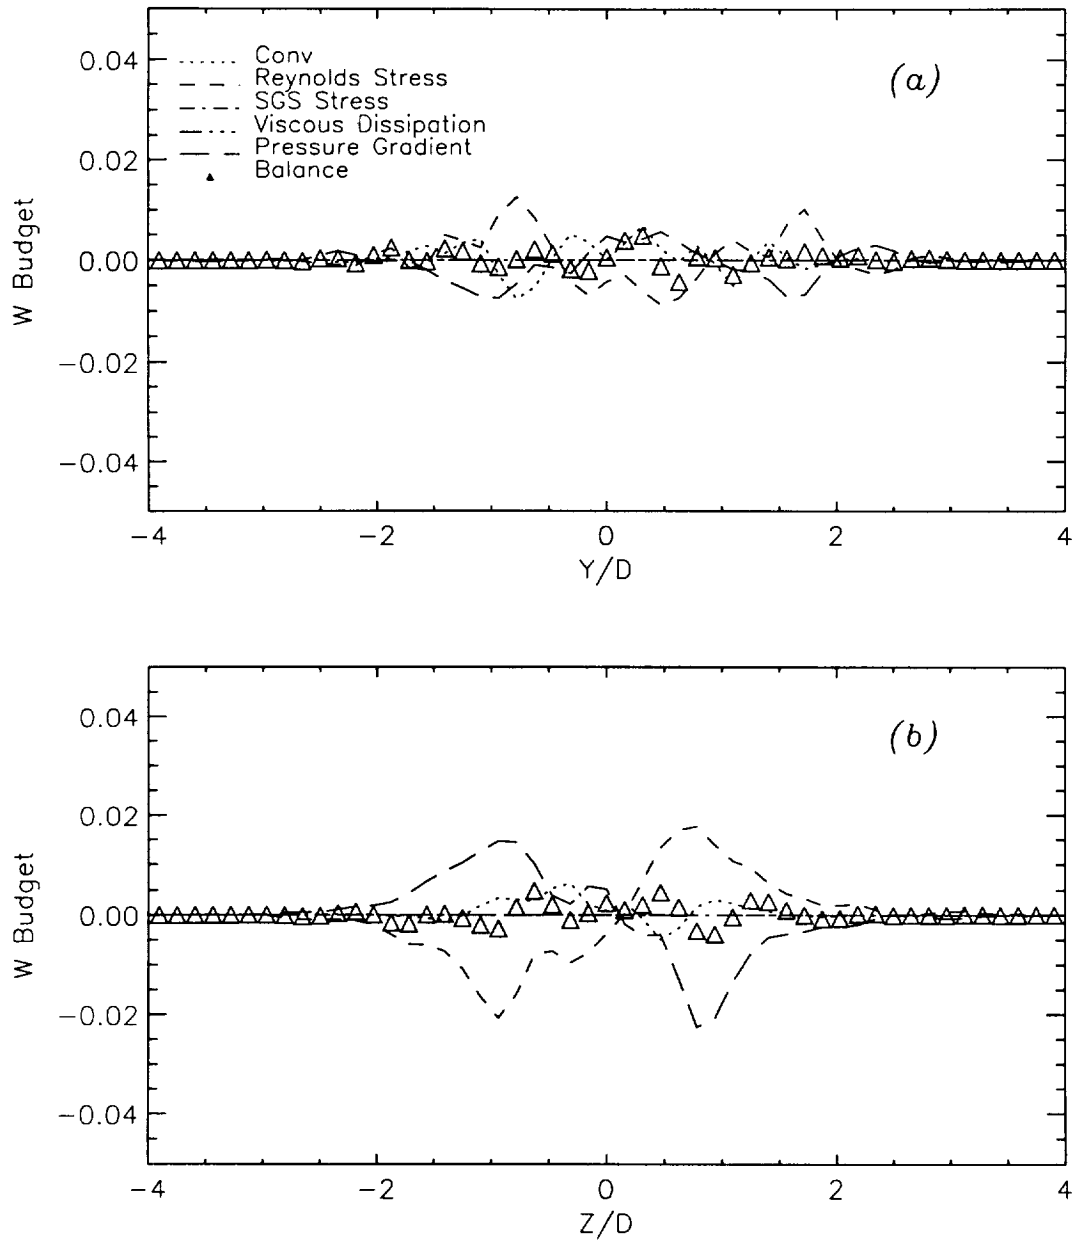 0.04
0.02
0.00
−0.02
−0.04
W Budget
Conv
Reynolds Stress
SGS Stress
Viscous Dissipation
Pressure Gradient
Balance
(a)
−4 −2 0 2 4
Y/D
0.04
0.02
0.00
−0.02
−0.04
W Budget
(b)
−4 −2 0 2 4
Z/D